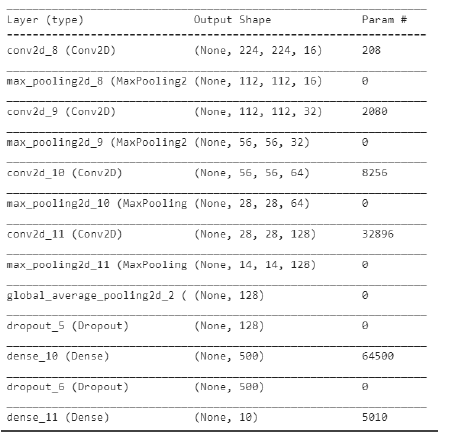 Layer (type) Output Shape Param #
conv2d_8 (Conv2D) (None, 224, 224, 16) 208
max_pooling2d_8 (MaxPooling2 (None, 112, 112, 16) 0
conv2d_9 (Conv2D) (None, 112, 112, 32) 2080
max_pooling2d_9 (MaxPooling2 (None, 56, 56, 32) 0
conv2d_10 (Conv2D) (None, 56, 56, 64) 8256
max_pooling2d_10 (MaxPooling (None, 28, 28, 64) 0
conv2d_11 (Conv2D) (None, 28, 28, 128) 32896
max_pooling2d_11 (MaxPooling (None, 14, 14, 128) 0
global_average_pooling2d_2 ( (None, 128) 0
dropout_5 (Dropout) (None, 128) 0
dense_10 (Dense) (None, 500) 64500
dropout_6 (Dropout) (None, 500) 0
dense_11 (Dense) (None, 10) 5010